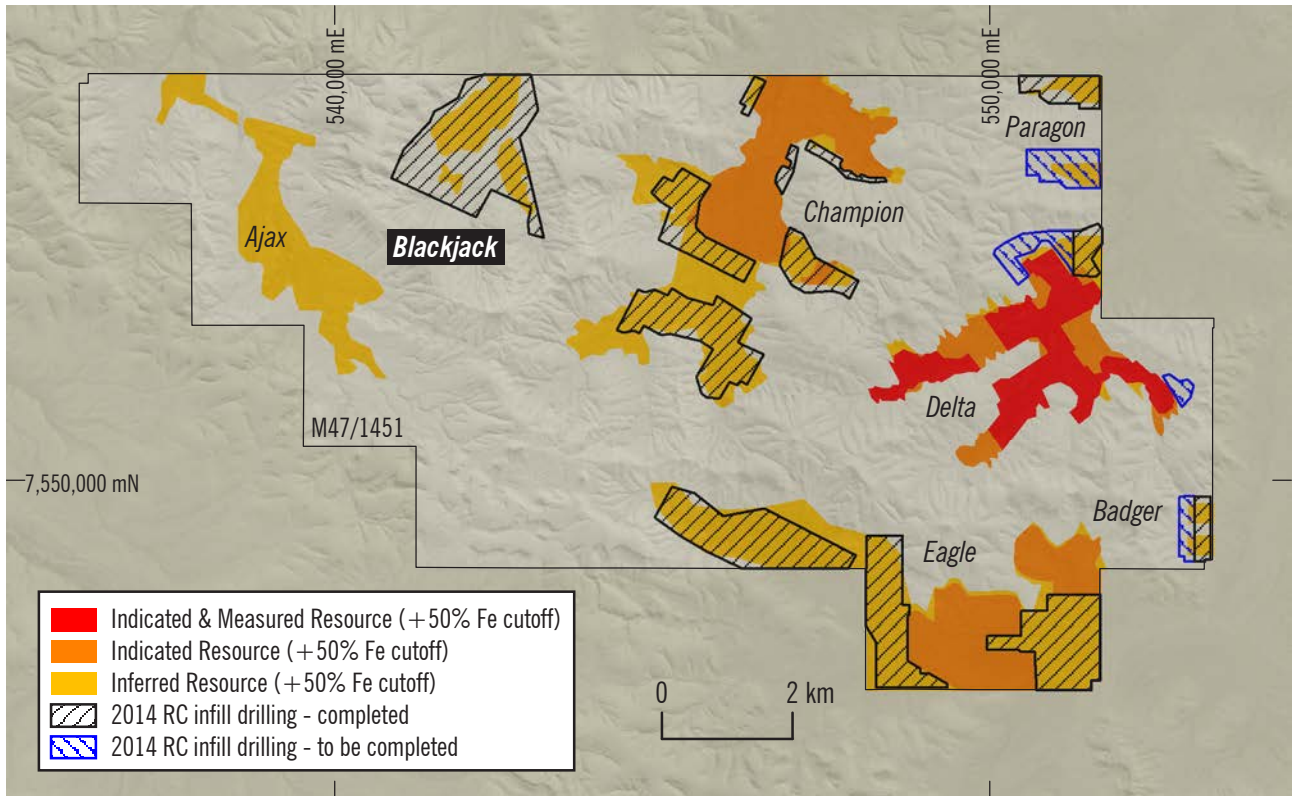 540,000 mE
550,000 mE
Paragon
Ajax
Blackjack
Champion
Delta
M47/1451
7,550,000 mN
Badger
Eagle
Indicated & Measured Resource (+50% Fe cutoff)
Indicated Resource (+50% Fe cutoff)
Inferred Resource (+50% Fe cutoff)
2014 RC infill drilling - completed
2014 RC infill drilling - to be completed
0 2 km